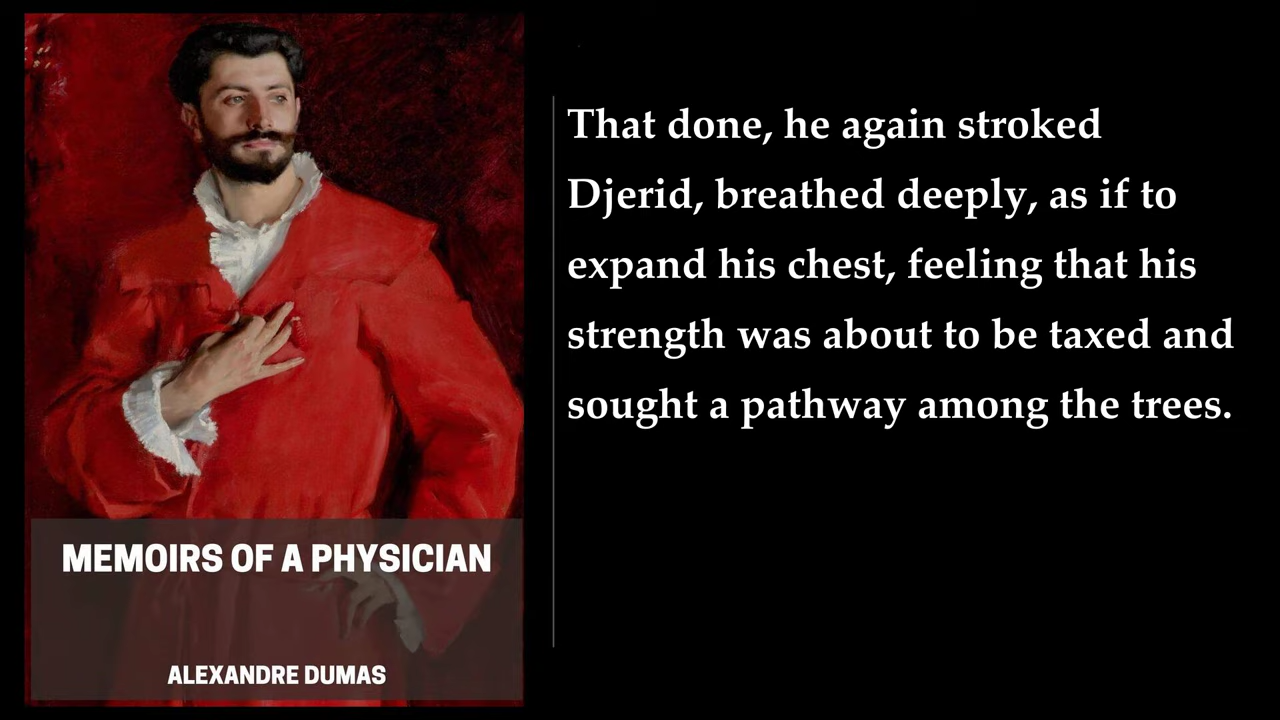 That done, he again stroked
Djerid, breathed deeply, as if to
expand his chest, feeling that his
strength was about to be taxed and
sought a pathway among the trees.
MEMOIRS OF A PHYSICIAN
ALEXANDRE DUMAS